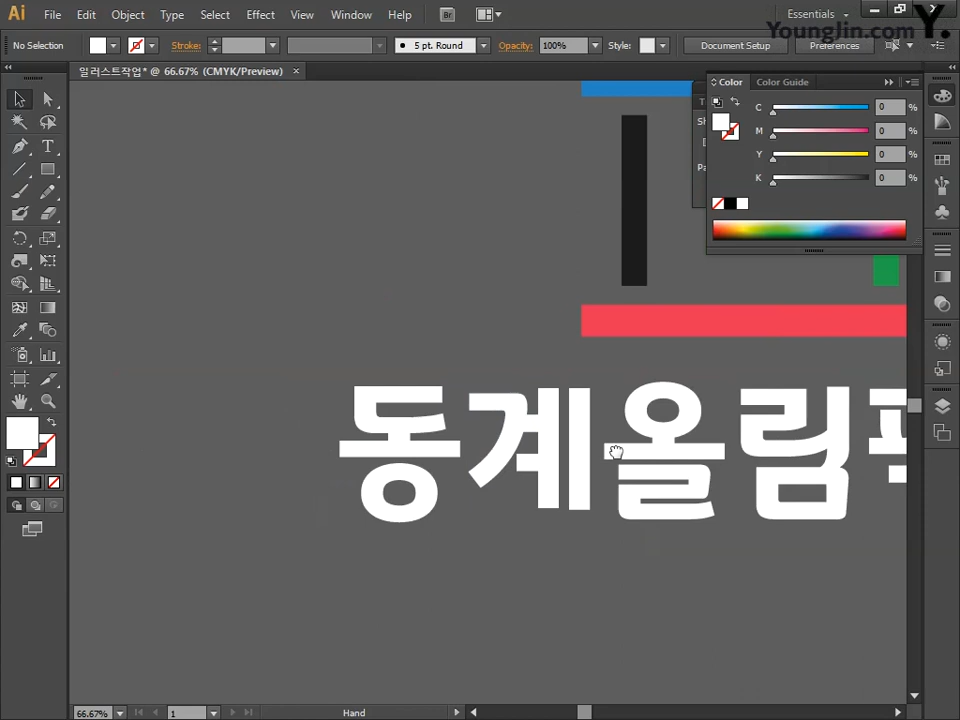 Ai File Edit Object Type Select Effect View Window Help Br Essentials
YoungJin.com Y.
No Selection Stroke: 5 pt. Round Opacity: 100% Style: Document Setup Preferences
일러스트작업* @ 66.67% (CMYK/Preview) ×
Color Color Guide
C 0 %
M 0 %
Y 0 %
K 0 %
동계올림
66.67% 1 Hand